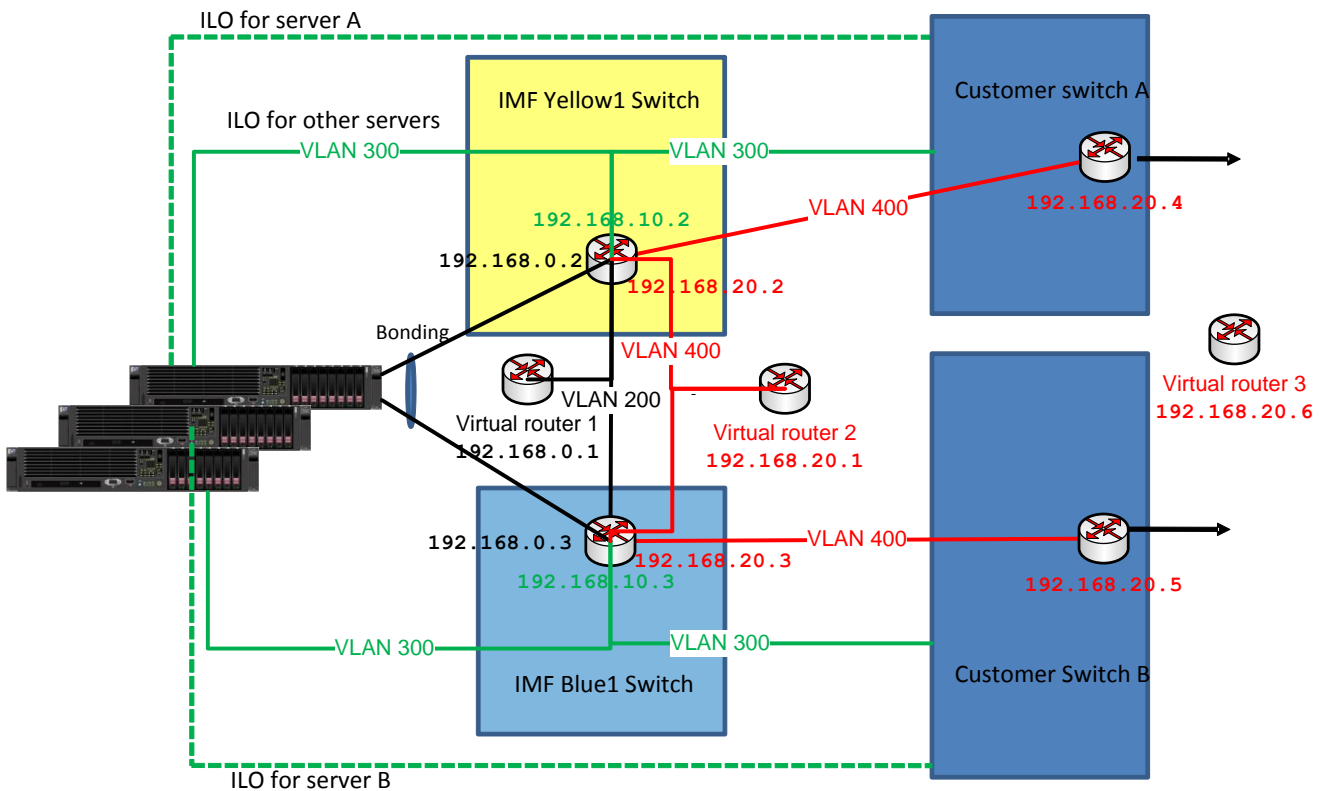 ILO for server A
IMF Yellow1 Switch
Customer switch A
ILO for other servers
VLAN 300
VLAN 300
VLAN 400
192.168.20.4
192.168.10.2
192.168.0.2
192.168.20.2
Bonding
VLAN 400
VLAN 200
Virtual router 1
192.168.0.1
Virtual router 2
192.168.20.1
Virtual router 3
192.168.20.6
192.168.0.3
192.168.20.3
192.168.10.3
VLAN 400
192.168.20.5
VLAN 300
VLAN 300
IMF Blue1 Switch
Customer Switch B
ILO for server B